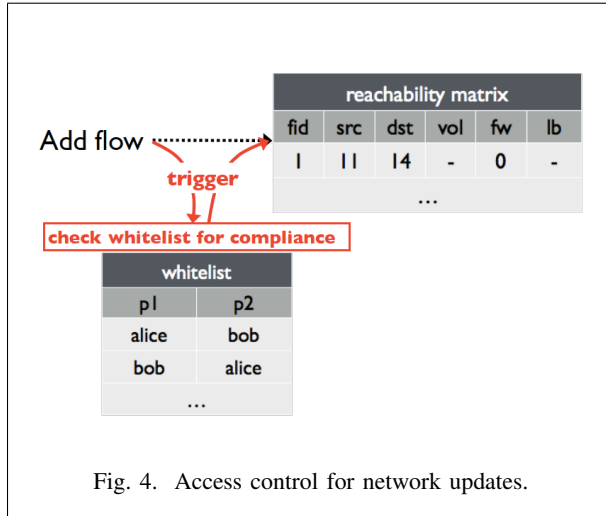 reachability matrix
fid src dst vol fw lb
1 11 14 - 0 -
...
Add flow
trigger
check whitelist for compliance
whitelist
p1 p2
alice bob
bob alice
...
Fig. 4. Access control for network updates.